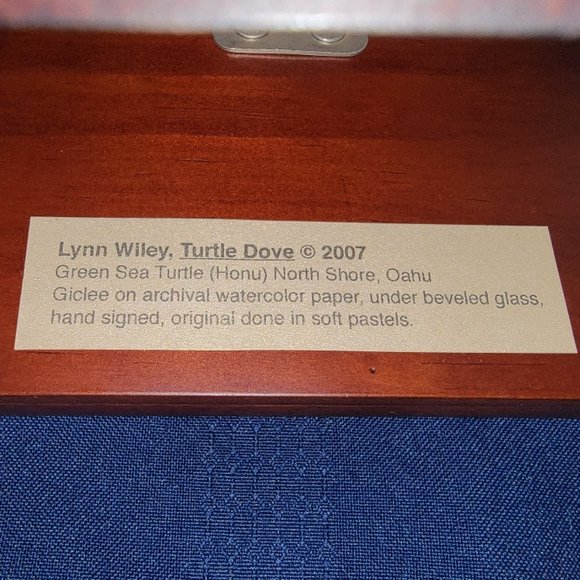 Lynn Wiley, Turtle Dove © 2007
Green Sea Turtle (Honu) North Shore, Oahu
Giclee on archival watercolor paper, under beveled glass,
hand signed, original done in soft pastels.